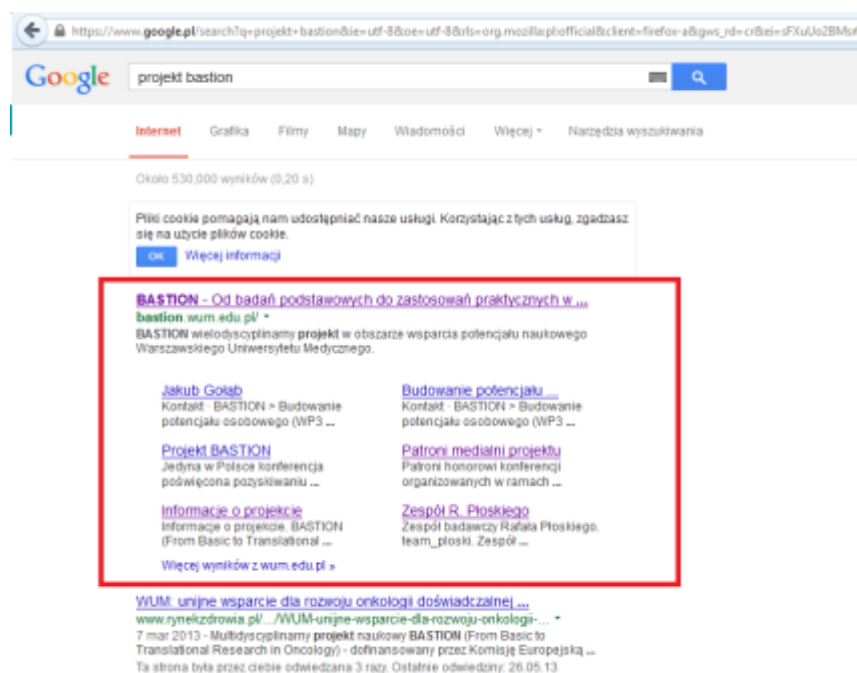 https://www.google.pl/search?q=projekt+bastion&ie=utf-8&oe=utf-8&rls=org.mozilla:pl:official&client=firefox-a&gws_rd=cr&ei=sFXuUo2BMs
Google
projekt bastion
Internet Grafika Filmy Mapy Wiadomości Więcej Narzędzia wyszukiwania
Około 530,000 wyników (0,20 s)
Pliki cookie pomagają nam udostępniać nasze usługi. Korzystając z tych usług, zgadzasz
się na użycie plików cookie.
OK Więcej informacji
BASTION - Od badań podstawowych do zastosowań praktycznych w ...
bastion.wum.edu.pl/
BASTION wielodyscyplinarny projekt w obszarze wsparcia potencjału naukowego
Warszawskiego Uniwersytetu Medycznego.
Jakub Gołąb
Kontakt · BASTION > Budowanie
potencjału osobowego (WP3 ...
Budowanie potencjału ...
Kontakt · BASTION > Budowanie
potencjału osobowego (WP3 ...
Projekt BASTION
Jedyna w Polsce konferencja
poświęcona pozyskiwaniu ...
Patroni medialni projektu
Patroni honorowi konferencji
organizowanych w ramach ...
Informacje o projekcie
Informacje o projekcie. BASTION
(From Basic to Translational ...
Zespół R. Płoskiego
Zespół badawczy Rafała Płoskiego.
team_ploski. Zespół ...
Więcej wyników z wum.edu.pl »
WUM: unijne wsparcie dla rozwoju onkologii doświadczalnej ...
www.rynekzdrowia.pl/.../WUM-unijne-wsparcie-dla-rozwoju-onkologii-...
7 mar 2013 - Multidyscyplinarny projekt naukowy BASTION (From Basic to
Translational Research in Oncology) - dofinansowany przez Komisję Europejską ...
Ta strona była przez ciebie odwiedzana 3 razy. Ostatnie odwiedziny: 26.05.13